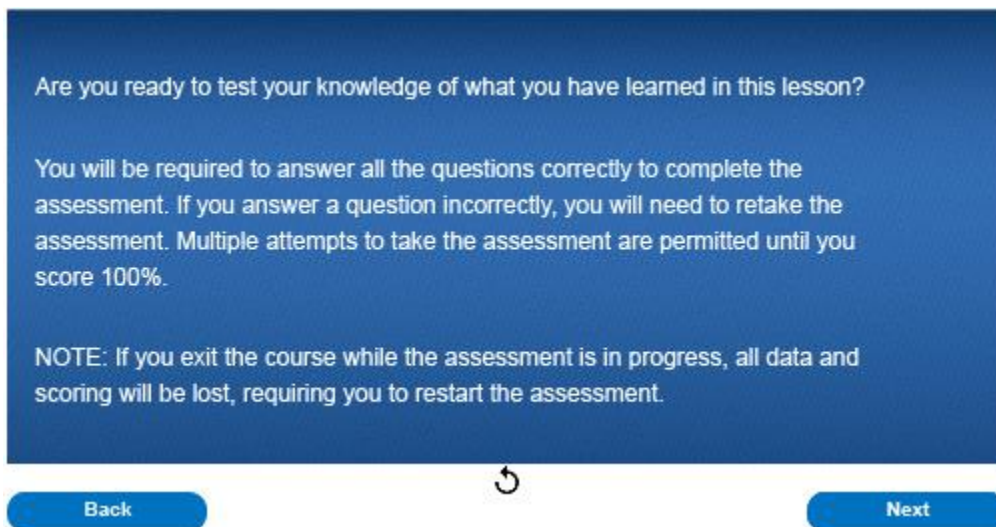 Are you ready to test your knowledge of what you have learned in this lesson?
You will be required to answer all the questions correctly to complete the
assessment. If you answer a question incorrectly, you will need to retake the
assessment. Multiple attempts to take the assessment are permitted until you
score 100%.
NOTE: If you exit the course while the assessment is in progress, all data and
scoring will be lost, requiring you to restart the assessment.
Back
Next